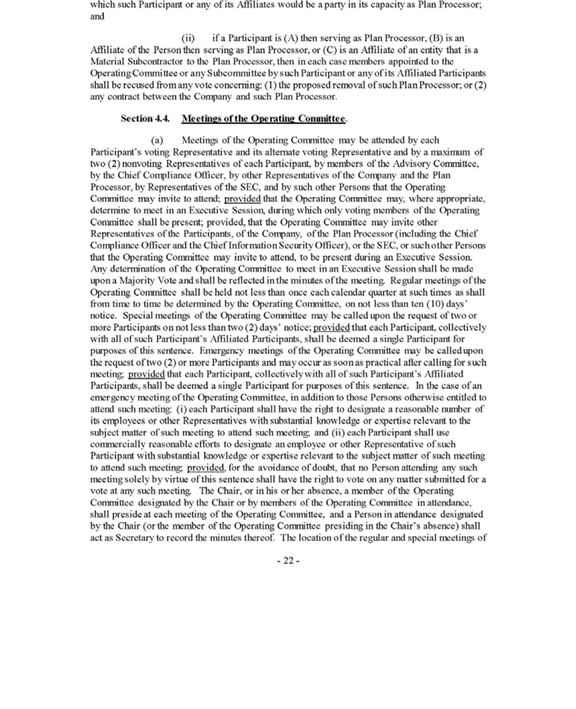 which such Participant or any of its Affiliates would be a party in its capacity as Plan Processor;
and
(ii) if a Participant is (A) then serving as Plan Processor, (B) is an
Affiliate of the Person then serving as Plan Processor, or (C) is an Affiliate of an entity that is a
Material Subcontractor to the Plan Processor, then in each case members appointed to the
Operating Committee or any Subcommittee by such Participant or any of its Affiliated Participants
shall be recused from any vote concerning: (1) the proposed removal of such Plan Processor; or (2)
any contract between the Company and such Plan Processor.
Section 4.4. Meetings of the Operating Committee.
(a) Meetings of the Operating Committee may be attended by each
Participant's voting Representative and its alternate voting Representative and by a maximum of
two (2) nonvoting Representatives of each Participant, by members of the Advisory Committee,
by the Chief Compliance Officer, by other Representatives of the Company and the Plan
Processor, by Representatives of the SEC, and by such other Persons that the Operating
Committee may invite to attend; provided that the Operating Committee may, where appropriate,
determine to meet in an Executive Session, during which only voting members of the Operating
Committee shall be present; provided, that the Operating Committee may invite other
Representatives of the Participants, of the Company, of the Plan Processor (including the Chief
Compliance Officer and the Chief Information Security Officer), or the SEC, or such other Persons
that the Operating Committee may invite to attend, to be present during an Executive Session.
Any determination of the Operating Committee to meet in an Executive Session shall be made
upon a Majority Vote and shall be reflected in the minutes of the meeting. Regular meetings of the
Operating Committee shall be held not less than once each calendar quarter at such times as shall
from time to time be determined by the Operating Committee, on not less than ten (10) days'
notice. Special meetings of the Operating Committee may be called upon the request of two or
more Participants on not less than two (2) days' notice; provided that each Participant, collectively
with all of such Participant's Affiliated Participants, shall be deemed a single Participant for
purposes of this sentence. Emergency meetings of the Operating Committee may be called upon
the request of two (2) or more Participants and may occur as soon as practical after calling for such
meeting; provided that each Participant, collectively with all of such Participant's Affiliated
Participants, shall be deemed a single Participant for purposes of this sentence. In the case of an
emergency meeting of the Operating Committee, in addition to those Persons otherwise entitled to
attend such meeting: (i) each Participant shall have the right to designate a reasonable number of
its employees or other Representatives with substantial knowledge or expertise relevant to the
subject matter of such meeting to attend such meeting; and (ii) each Participant shall use
commercially reasonable efforts to designate an employee or other Representative of such
Participant with substantial knowledge or expertise relevant to the subject matter of such meeting
to attend such meeting; provided, for the avoidance of doubt, that no Person attending any such
meeting solely by virtue of this sentence shall have the right to vote on any matter submitted for a
vote at any such meeting. The Chair, or in his or her absence, a member of the Operating
Committee designated by the Chair or by members of the Operating Committee in attendance,
shall preside at each meeting of the Operating Committee, and a Person in attendance designated
by the Chair (or the member of the Operating Committee presiding in the Chair's absence) shall
act as Secretary to record the minutes thereof. The location of the regular and special meetings of
- 22 -